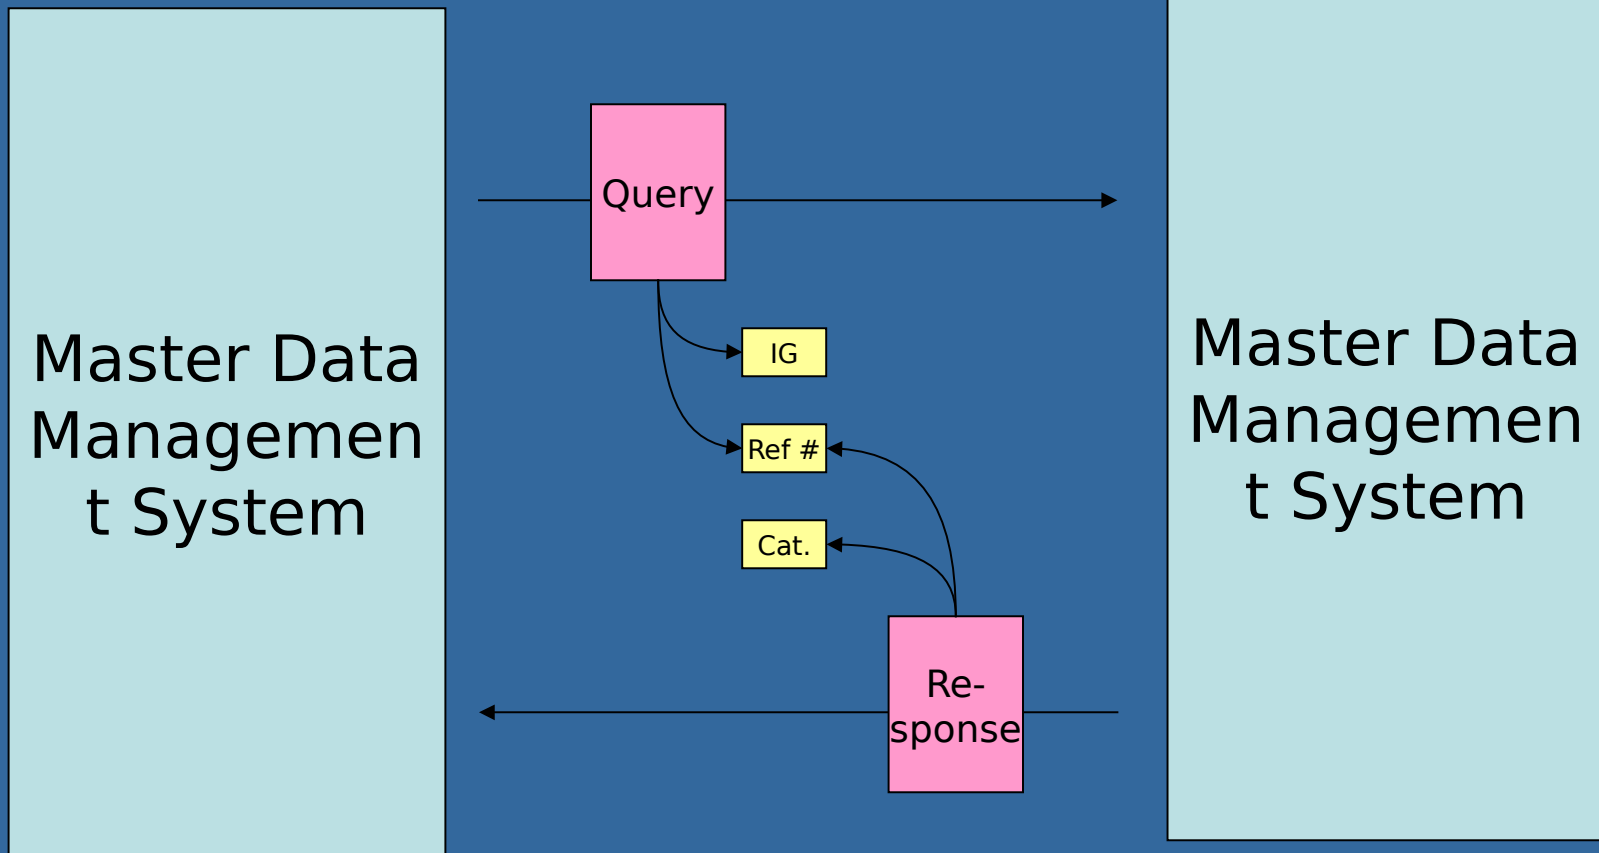 Master Data
Managemen
t System
Query
IG
Ref #
Cat.
Re-
sponse
Master Data
Managemen
t System